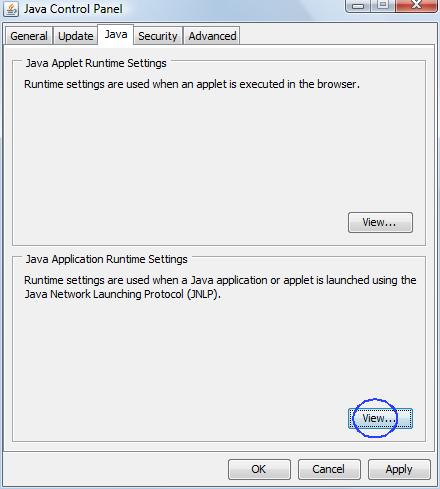 Java Control Panel
General Update Java Security Advanced
Java Applet Runtime Settings
Runtime settings are used when an applet is executed in the browser.
View...
Java Application Runtime Settings
Runtime settings are used when a Java application or applet is launched using the
Java Network Launching Protocol (JNLP).
View...
OK Cancel Apply